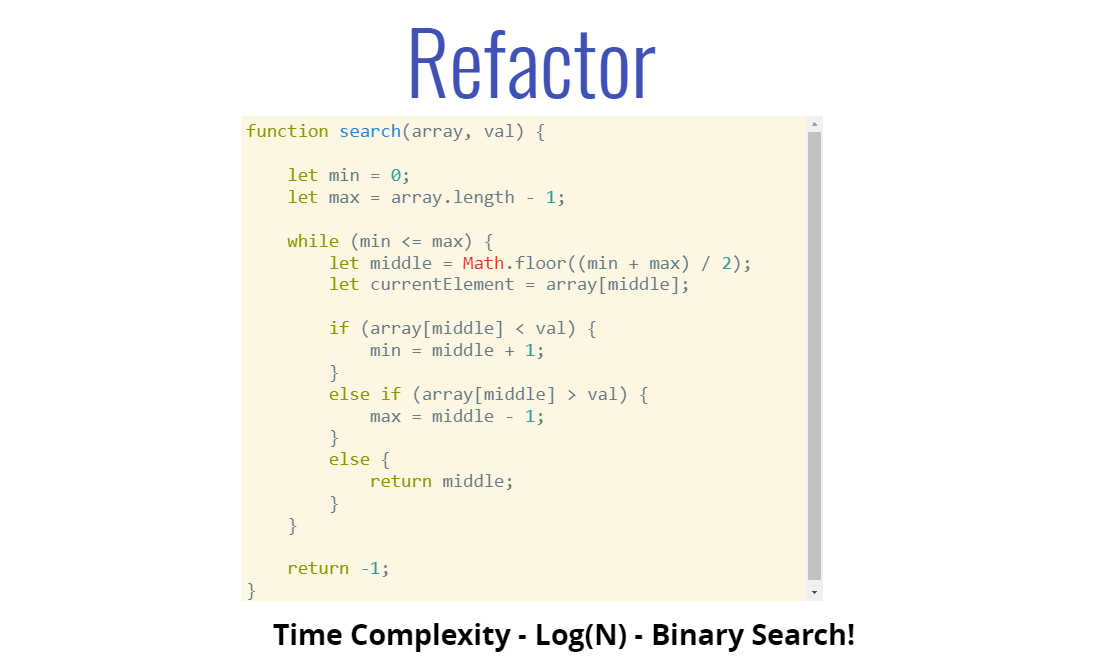 Refactor
function search(array, val) {
    let min = 0;
    let max = array.length - 1;
    while (min <= max) {
        let middle = Math.floor((min + max) / 2);
        let currentElement = array[middle];
        if (array[middle] < val) {
            min = middle + 1;
        }
        else if (array[middle] > val) {
            max = middle - 1;
        }
        else {
            return middle;
        }
    }
    return -1;
}
Time Complexity - Log(N) - Binary Search!